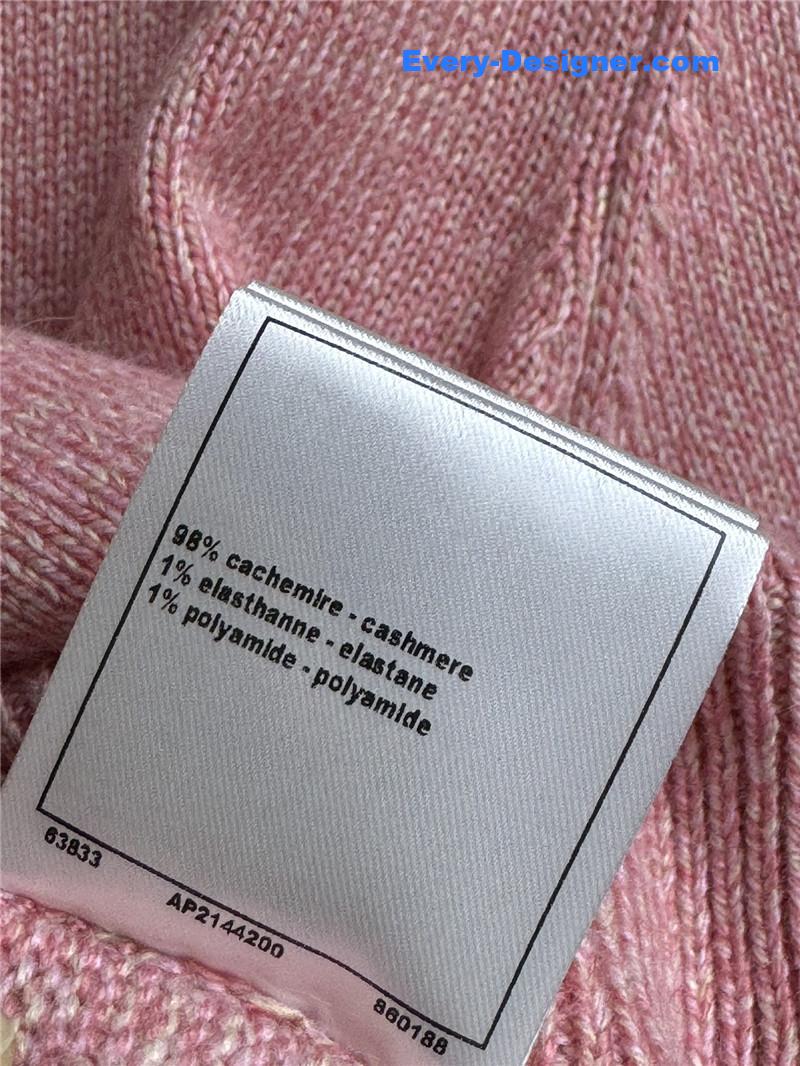 Every-Designer.com
98% cachemire - cashmere
1% elasthanne - elastane
1% polyamide - polyamide
63833
AP2144200
860188